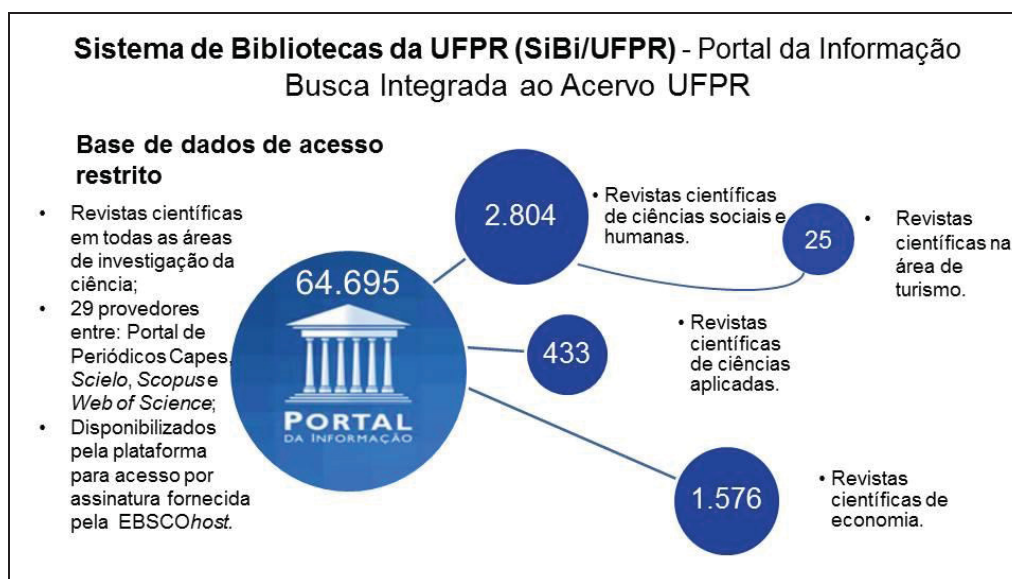 Sistema de Bibliotecas da UFPR (SiBi/UFPR) - Portal da Informação
Busca Integrada ao Acervo UFPR
Base de dados de acesso
restrito
• Revistas científicas
em todas as áreas
de investigação da
ciência;
• 29 provedores
entre: Portal de
Periódicos Capes,
Scielo, Scopus e
Web of Science;
• Disponibilizados
pela plataforma
para acesso por
assinatura fornecida
pela EBSCOhost.
64.695
PORTAL
DA INFORMAÇÃO
2.804
• Revistas científicas
de ciências sociais e
humanas.
25
• Revistas
científicas na
área de
turismo.
433
• Revistas
científicas
de ciências
aplicadas.
1.576
• Revistas
científicas de
economia.